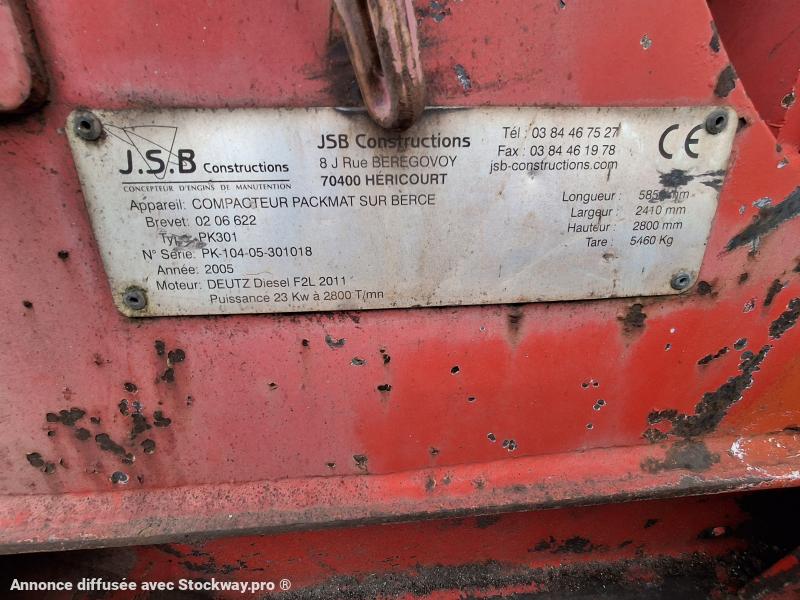 J.S.B Constructions
CONCEPTEUR D'ENGINS DE MANUTENTION
JSB Constructions
8 J Rue BEREGOVOY
70400 HÉRICOURT
Tél : 03 84 46 75 27
Fax : 03 84 46 19 78
jsb-constructions.com
CE
Appareil: COMPACTEUR PACKMAT SUR BERCE
Brevet: 02 06 622
PK301
N° Série: PK-104-05-301018
Année: 2005
Moteur: DEUTZ Diesel F2L 2011
Puissance 23 Kw à 2800 T/mn
Longueur : 5850 mm
Largeur : 2410 mm
Hauteur : 2800 mm
Tare : 5460 Kg
Annonce diffusée avec Stockway.pro ®